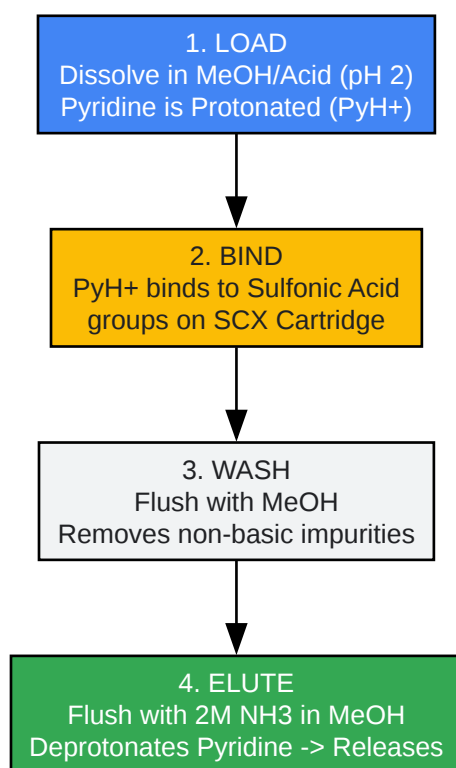 1. LOAD
Dissolve in MeOH/Acid (pH 2)
Pyridine is Protonated (PyH+)
2. BIND
PyH+ binds to Sulfonic Acid
groups on SCX Cartridge
3. WASH
Flush with MeOH
Removes non-basic impurities
4. ELUTE
Flush with 2M NH3 in MeOH
Deprotonates Pyridine -> Releases